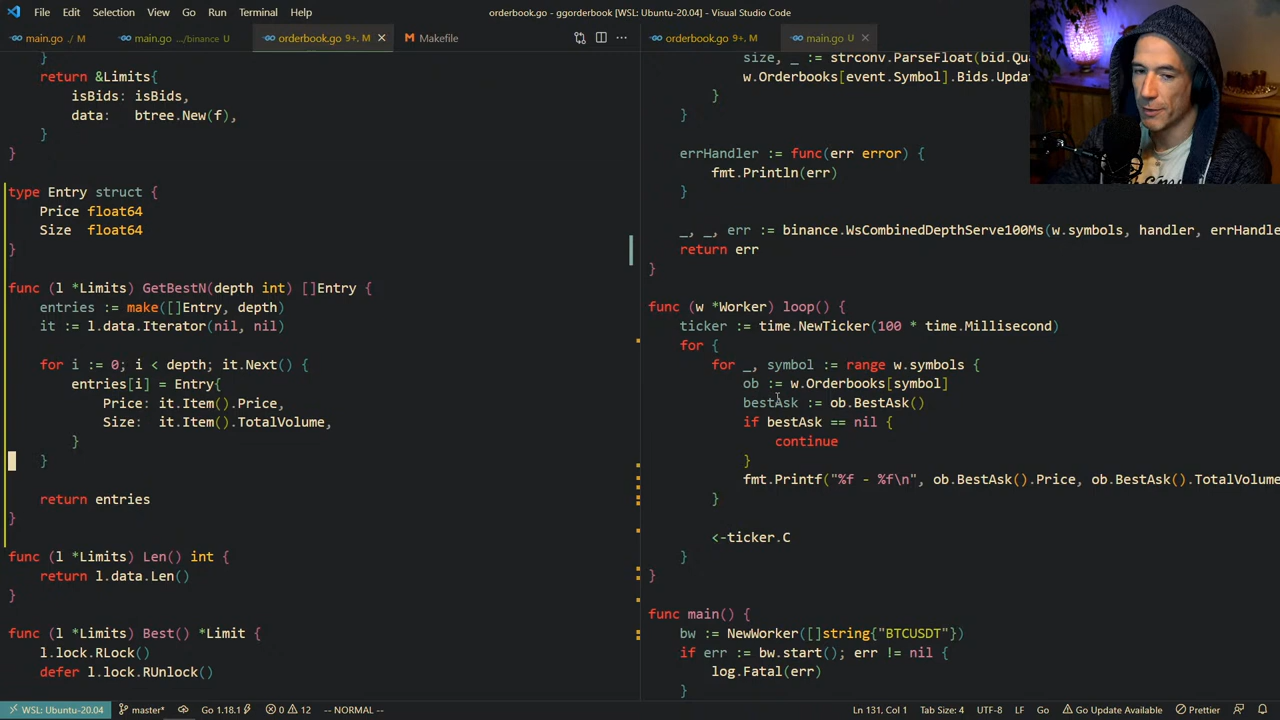 File Edit Selection View Go Run Terminal Help
orderbook.go - ggorderbook [WSL: Ubuntu-20.04] - Visual Studio Code
main.go ./ M
main.go .../binance U
orderbook.go 9+, M
Makefile
}
return &Limits{
isBids: isBids,
data: btree.New(f),
}
}
type Entry struct {
Price float64
Size float64
}
func (l *Limits) GetBestN(depth int) []Entry {
entries := make([]Entry, depth)
it := l.data.Iterator(nil, nil)
for i := 0; i < depth; it.Next() {
entries[i] = Entry{
Price: it.Item().Price,
Size: it.Item().TotalVolume,
}
}
return entries
}
func (l *Limits) Len() int {
return l.data.Len()
}
func (l *Limits) Best() *Limit {
l.lock.RLock()
defer l.lock.RUnlock()
orderbook.go 9+, M
main.go U
size, _ := strconv.ParseFloat(bid.Qua
w.Orderbooks[event.Symbol].Bids.Updat
}
}
errHandler := func(err error) {
fmt.Println(err)
}
_, _, err := binance.WsCombinedDepthServe100Ms(w.symbols, handler, errHandle
return err
}
func (w *Worker) loop() {
ticker := time.NewTicker(100 * time.Millisecond)
for {
for _, symbol := range w.symbols {
ob := w.Orderbooks[symbol]
bestAsk := ob.BestAsk()
if bestAsk == nil {
continue
}
fmt.Printf("%f - %f\n", ob.BestAsk().Price, ob.BestAsk().TotalVolume
}
<-ticker.C
}
}
func main() {
bw := NewWorker([]string{"BTCUSDT"})
if err := bw.start(); err != nil {
log.Fatal(err)
}
WSL: Ubuntu-20.04 master* Go 1.18.1 0 12 -- NORMAL -- Ln 131, Col 1 Tab Size: 4 UTF-8 LF Go Go Update Available Prettier